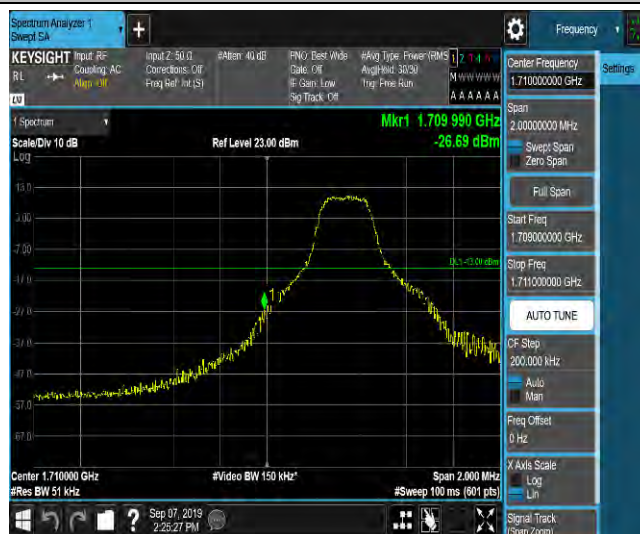 Spectrum Analyzer 1
Swept SA
+
Frequency
KEYSIGHT
RL
LW
Input: RF
Coupling: AC
Align: Off
Input Z: 50 Ω
Corrections: Off
Freq Ref: Int (S)
#Atten: 40 dB
PNO: Best Wide
Gate: Off
IF Gain: Low
Sig Track: Off
#Avg Type: Power (RMS
Avg|Hold: 30/30
Trig: Free Run
1 2
M W W W W W
A A A A A A
Settings
Center Frequency
1.710000000 GHz
Span
2.00000000 MHz
Swept Span
Zero Span
Full Span
Start Freq
1.709000000 GHz
Stop Freq
1.711000000 GHz
AUTO TUNE
CF Step
200.000 kHz
Auto
Man
Freq Offset
0 Hz
X Axis Scale
Log
Lin
Signal Track
(Span Zoom)
1 Spectrum
Scale/Div 10 dB
Ref Level 23.00 dBm
Mkr1 1.709 990 GHz
-26.69 dBm
Log
13.0
3.00
-7.00
DL1 -13.00 dBm
-17.0
1
-27.0
-37.0
-47.0
-57.0
-67.0
Center 1.710000 GHz
#Video BW 150 kHz*
Span 2.000 MHz
#Res BW 51 kHz
#Sweep 100 ms (601 pts)
?
Sep 07, 2019
2:25:27 PM